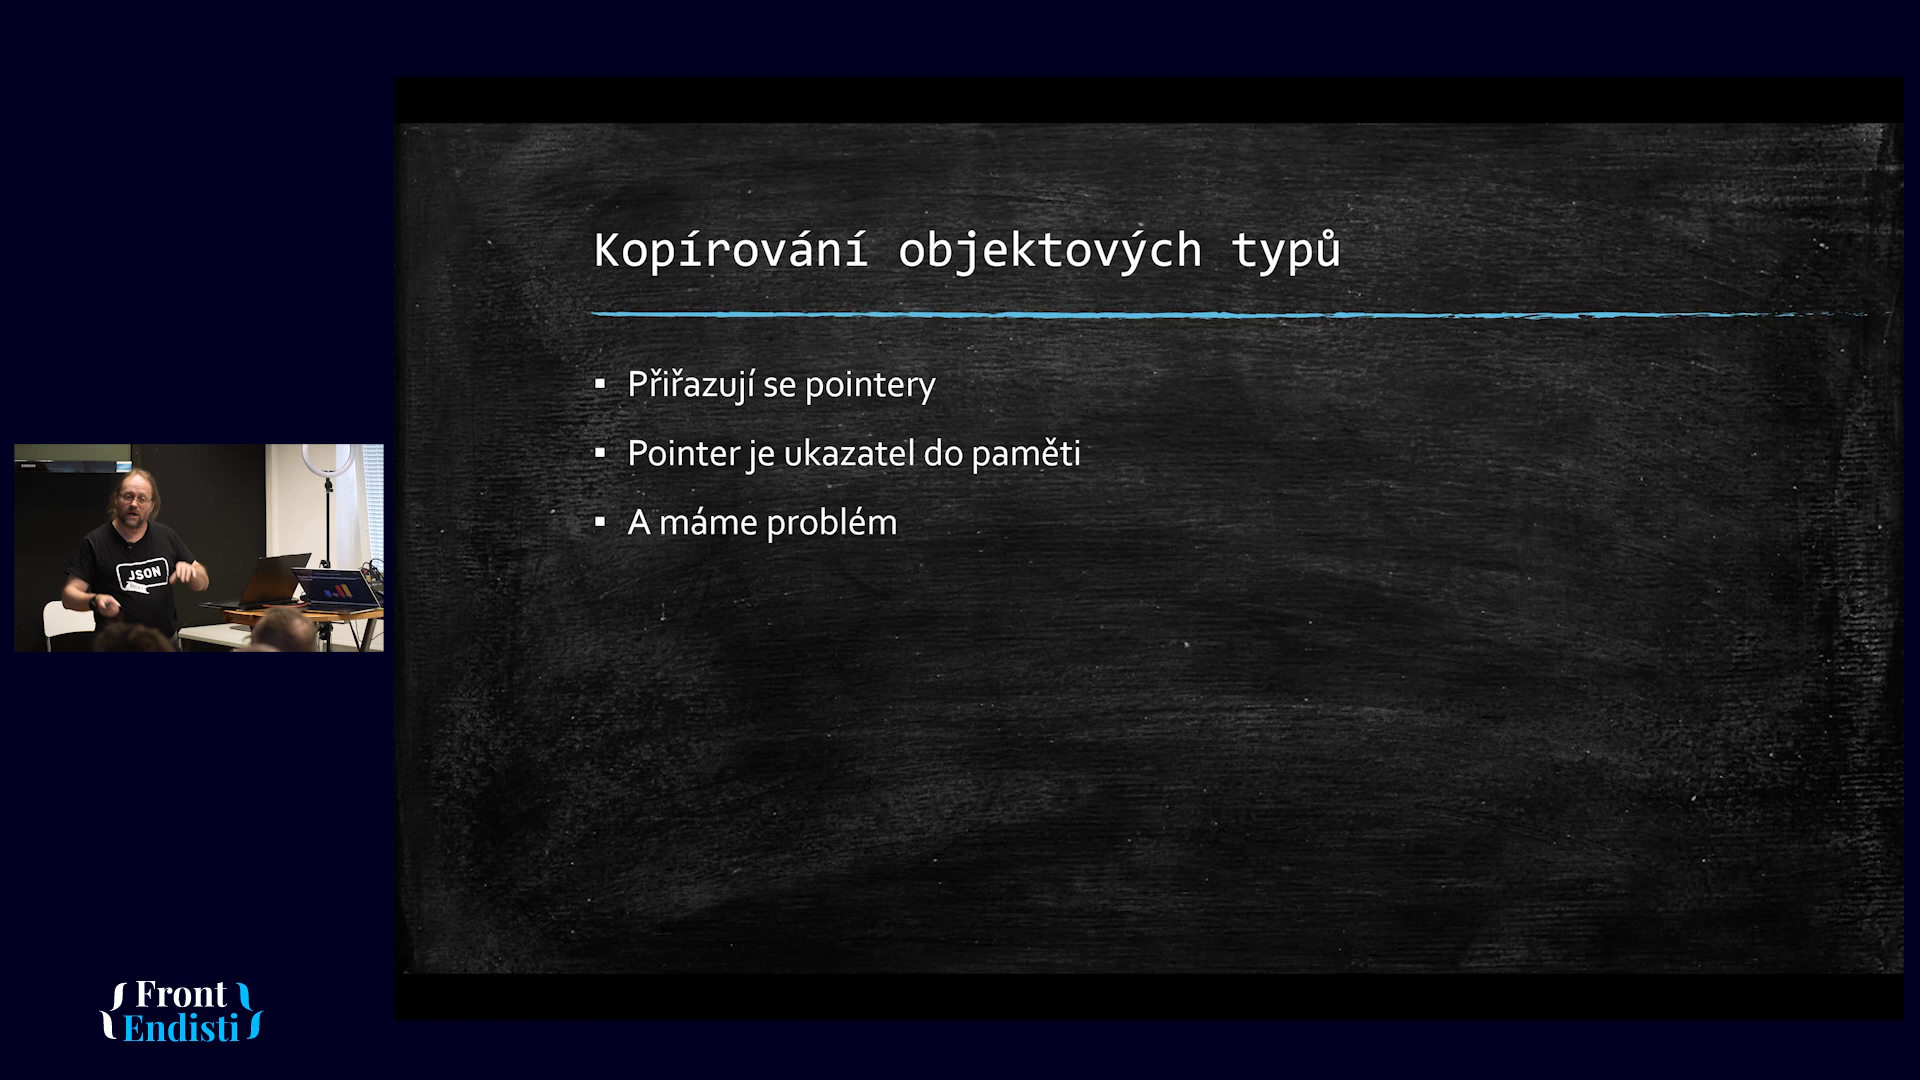 Kopírování objektových typů
▪ Přiřazují se pointery
▪ Pointer je ukazatel do paměti
▪ A máme problém
JSON
Front
Endisti